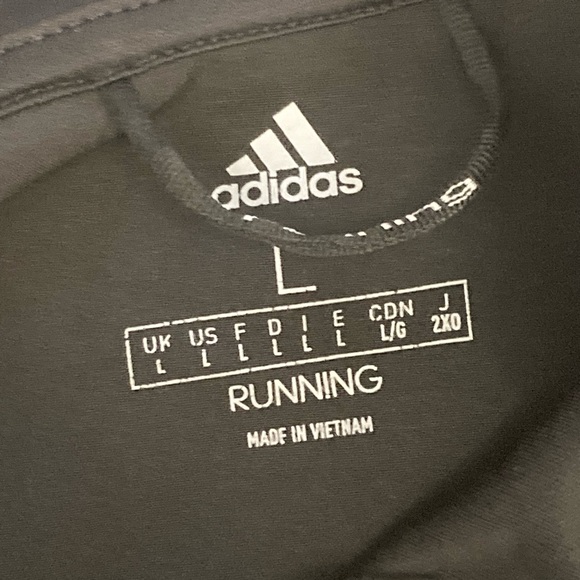 adidas
L
UK US F D I E CDN J
L L L L L L L/G 2XO
RUNNING
MADE IN VIETNAM